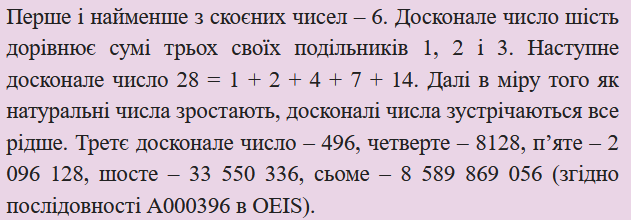 Перше і найменше з скоєних чисел – 6. Досконале число шість
дорівнює сумі трьох своїх подільників 1, 2 і 3. Наступне
досконале число 28 = 1 + 2 + 4 + 7 + 14. Далі в міру того як
натуральні числа зростають, досконалі числа зустрічаються все
рідше. Третє досконале число – 496, четверте – 8128, п’яте – 2
096 128, шосте – 33 550 336, сьоме – 8 589 869 056 (згідно
послідовності A000396 в OEIS).